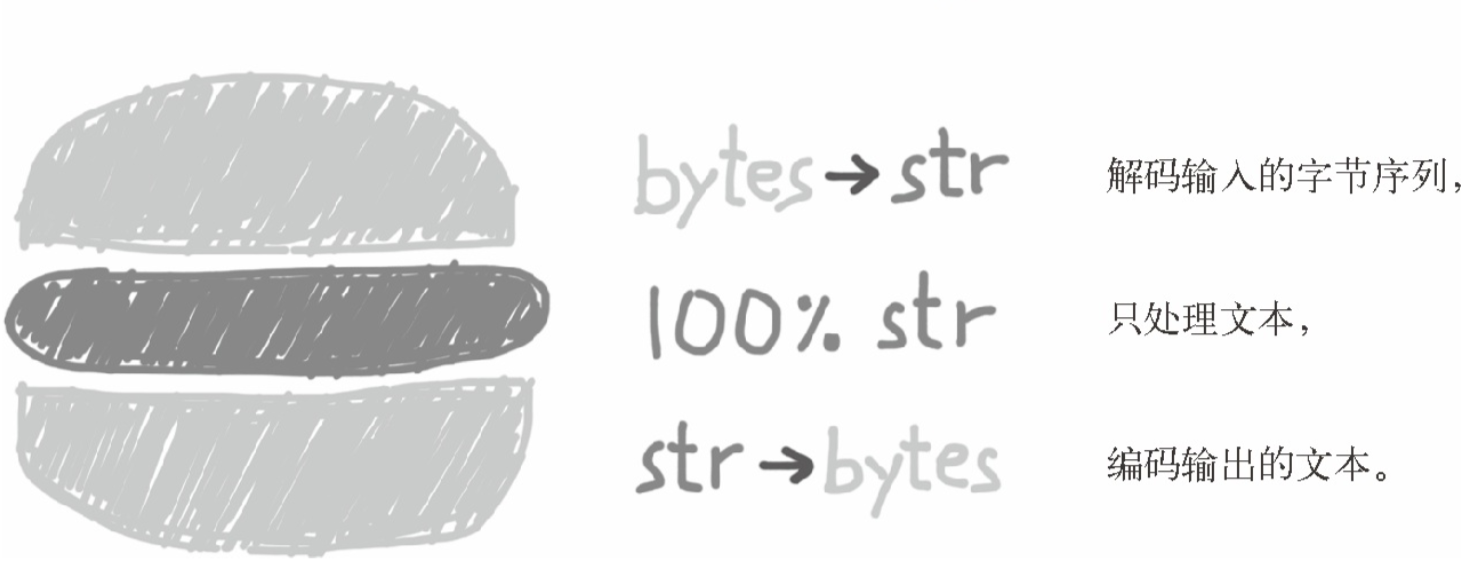 bytes→str 解码输入的字节序列,
100% str 只处理文本,
str→bytes 编码输出的文本。